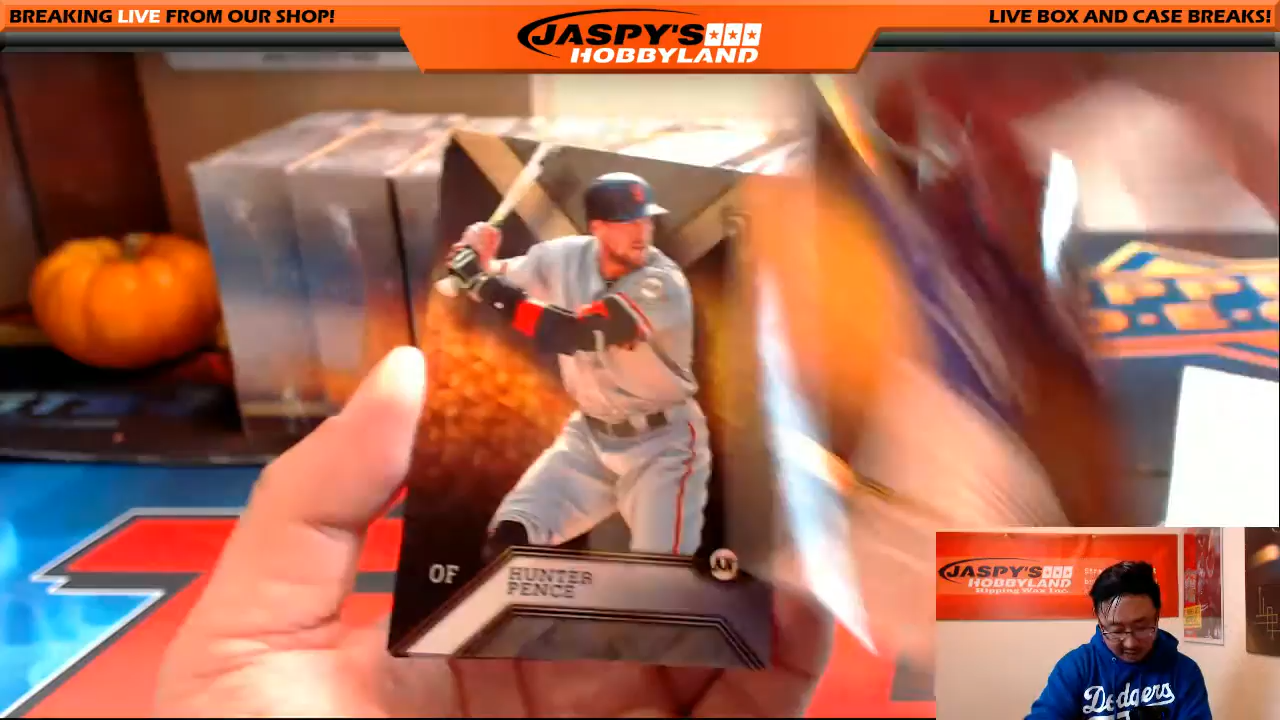 BREAKING LIVE FROM OUR SHOP!
JASPY'S
HOBBYLAND
LIVE BOX AND CASE BREAKS!
OF
HUNTER
PENCE
JASPY'S
HOBBYLAND
Ripping Wax Inc.
Dodgers